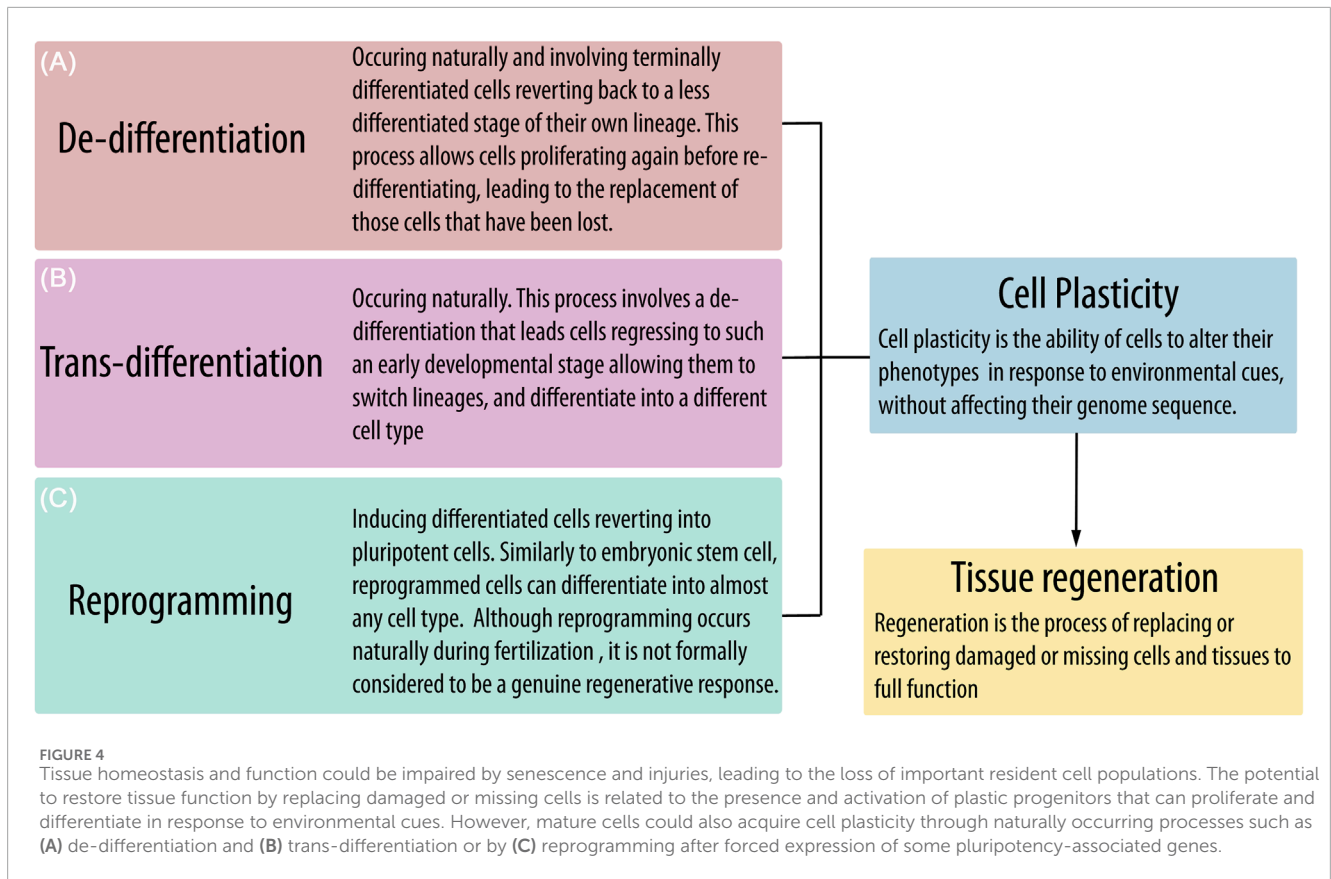 (A)
De-differentiation
Occuring naturally and involving terminally
differentiated cells reverting back to a less
differentiated stage of their own lineage. This
process allows cells proliferating again before re-
differentiating, leading to the replacement of
those cells that have been lost.
(B)
Trans-differentiation
Occuring naturally. This process involves a de-
differentiation that leads cells regressing to such
an early developmental stage allowing them to
switch lineages, and differentiate into a different
cell type
(C)
Reprogramming
Inducing differentiated cells reverting into
pluripotent cells. Similarly to embryonic stem cell,
reprogrammed cells can differentiate into almost
any cell type. Although reprogramming occurs
naturally during fertilization , it is not formally
considered to be a genuine regenerative response.
Cell Plasticity
Cell plasticity is the ability of cells to alter their
phenotypes in response to environmental cues,
without affecting their genome sequence.
Tissue regeneration
Regeneration is the process of replacing or
restoring damaged or missing cells and tissues to
full function
FIGURE 4
Tissue homeostasis and function could be impaired by senescence and injuries, leading to the loss of important resident cell populations. The potential
to restore tissue function by replacing damaged or missing cells is related to the presence and activation of plastic progenitors that can proliferate and
differentiate in response to environmental cues. However, mature cells could also acquire cell plasticity through naturally occurring processes such as
(A) de-differentiation and (B) trans-differentiation or by (C) reprogramming after forced expression of some pluripotency-associated genes.